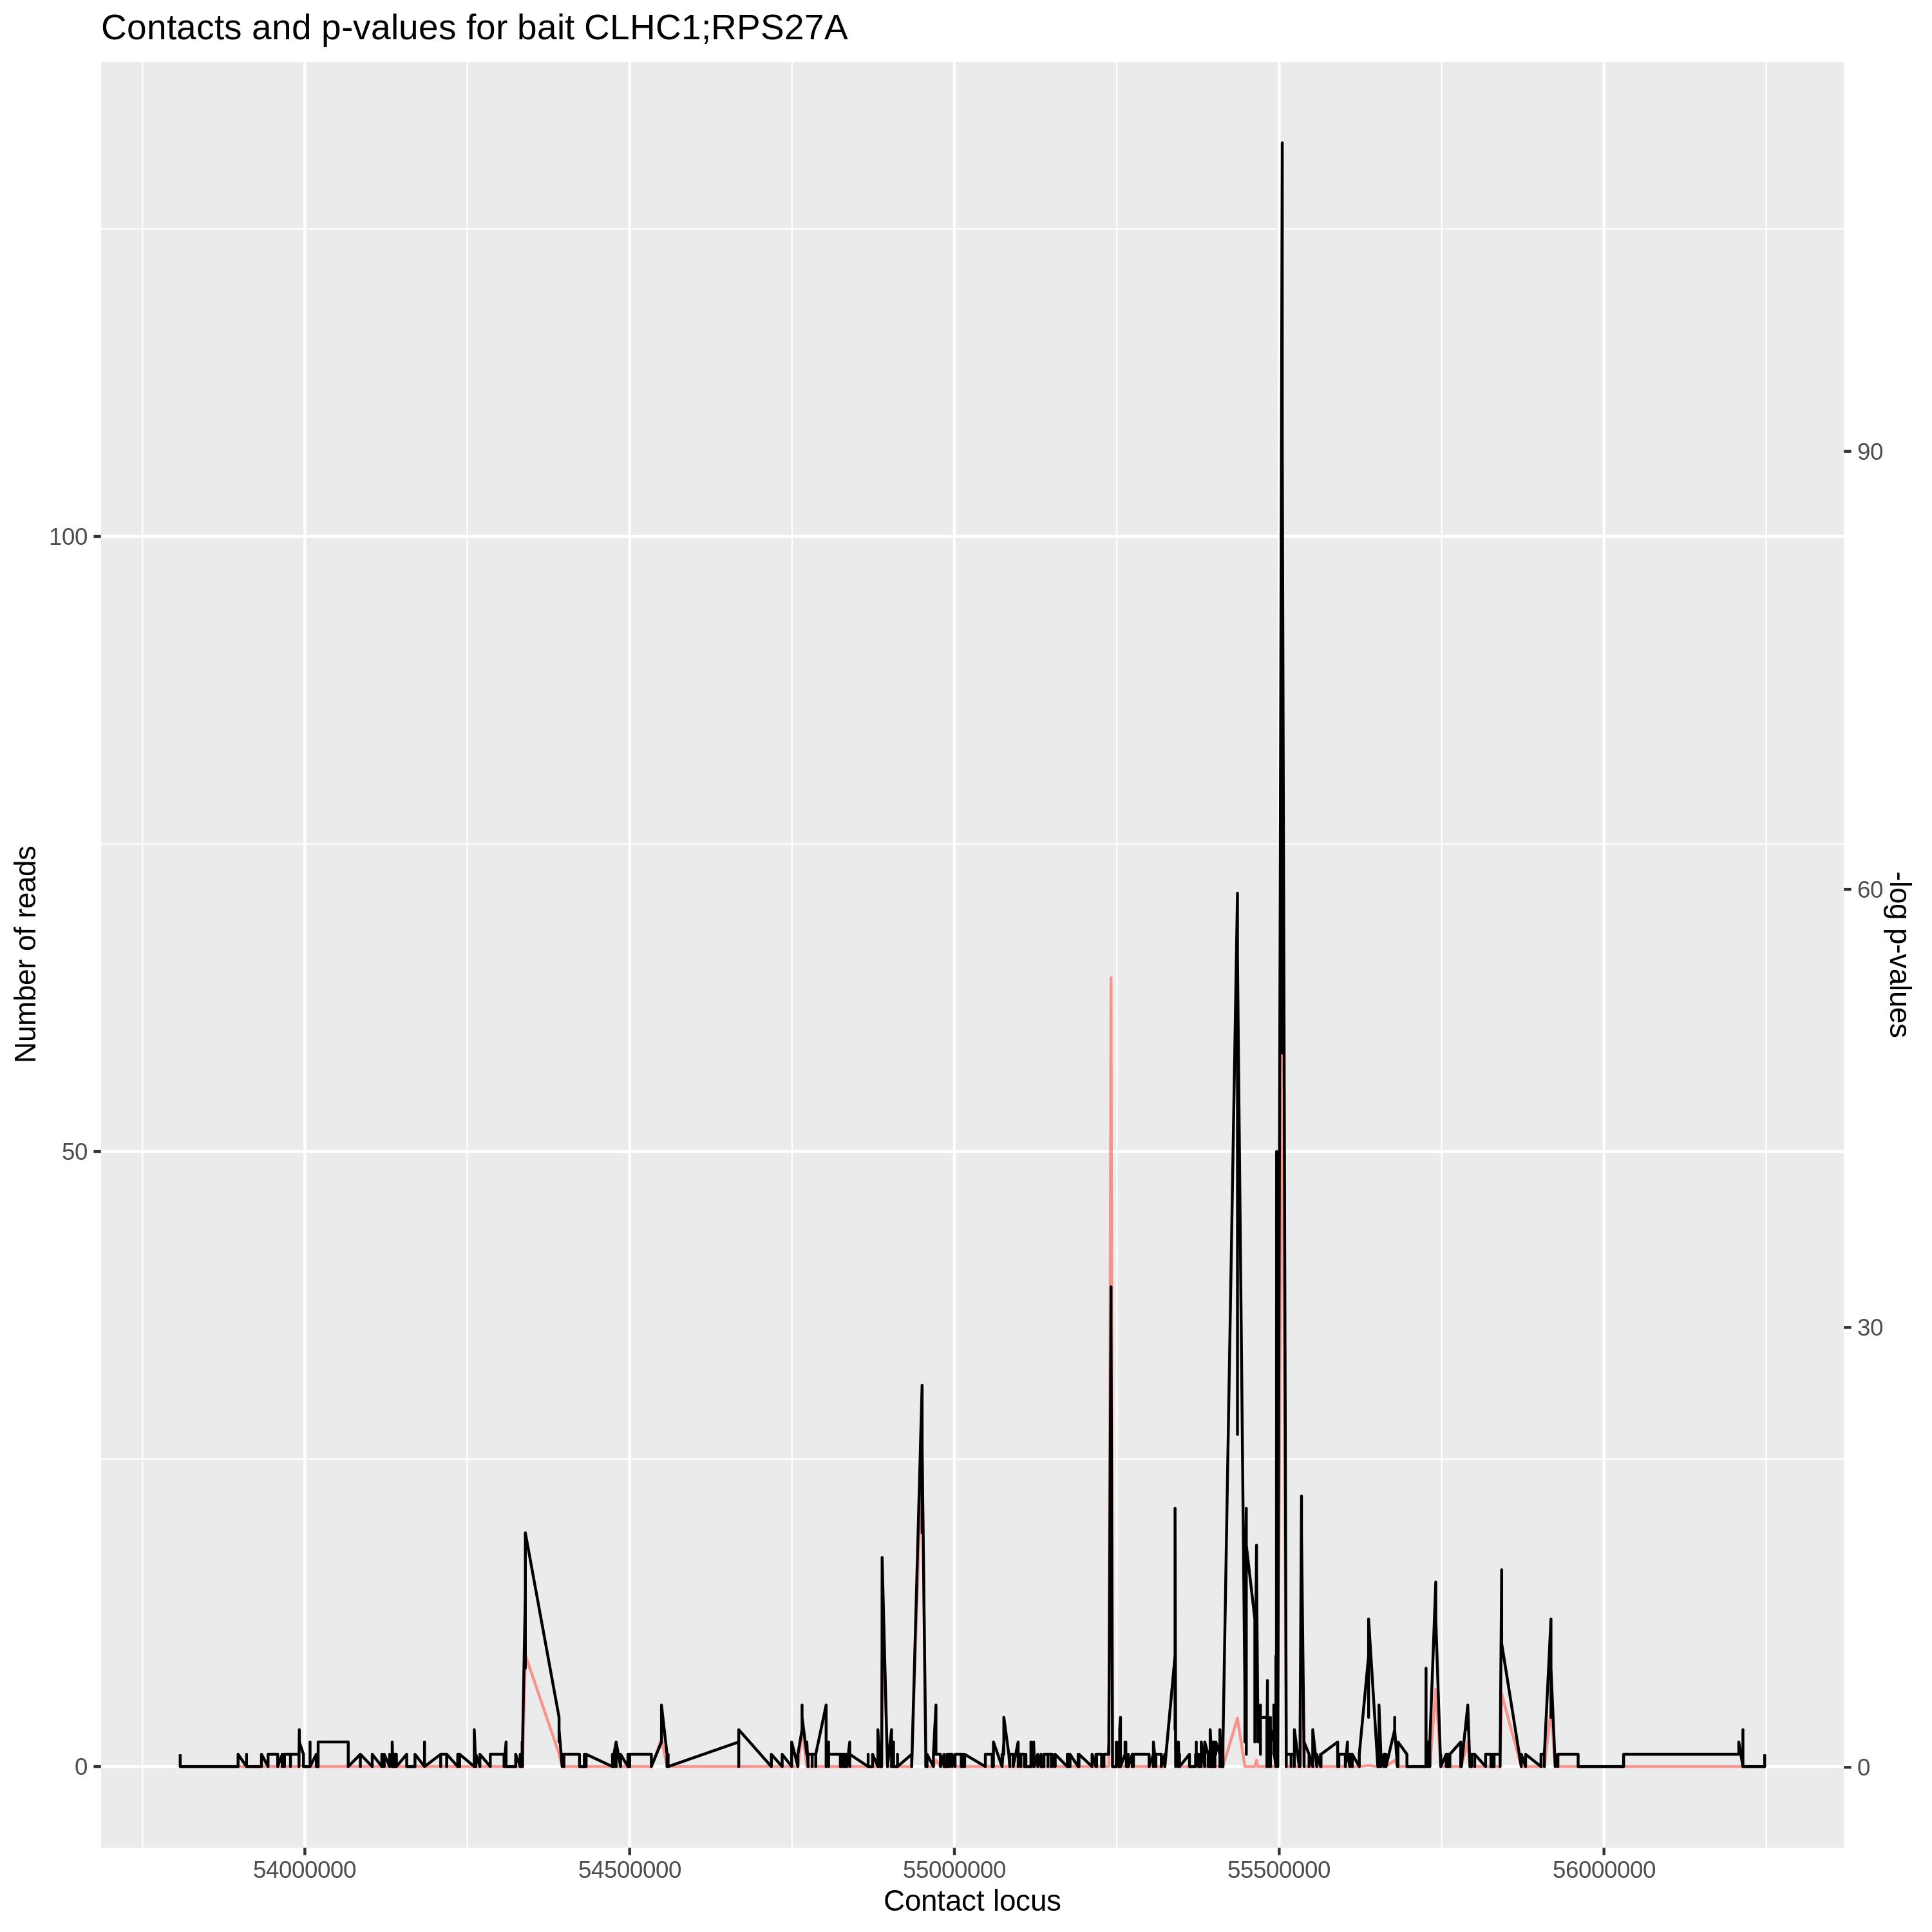 Contacts and p-values for bait CLHC1;RPS27A
Number of reads
100
50
0
90
60
30
0
-log p-values
54000000 54500000 55000000 55500000 56000000
Contact locus